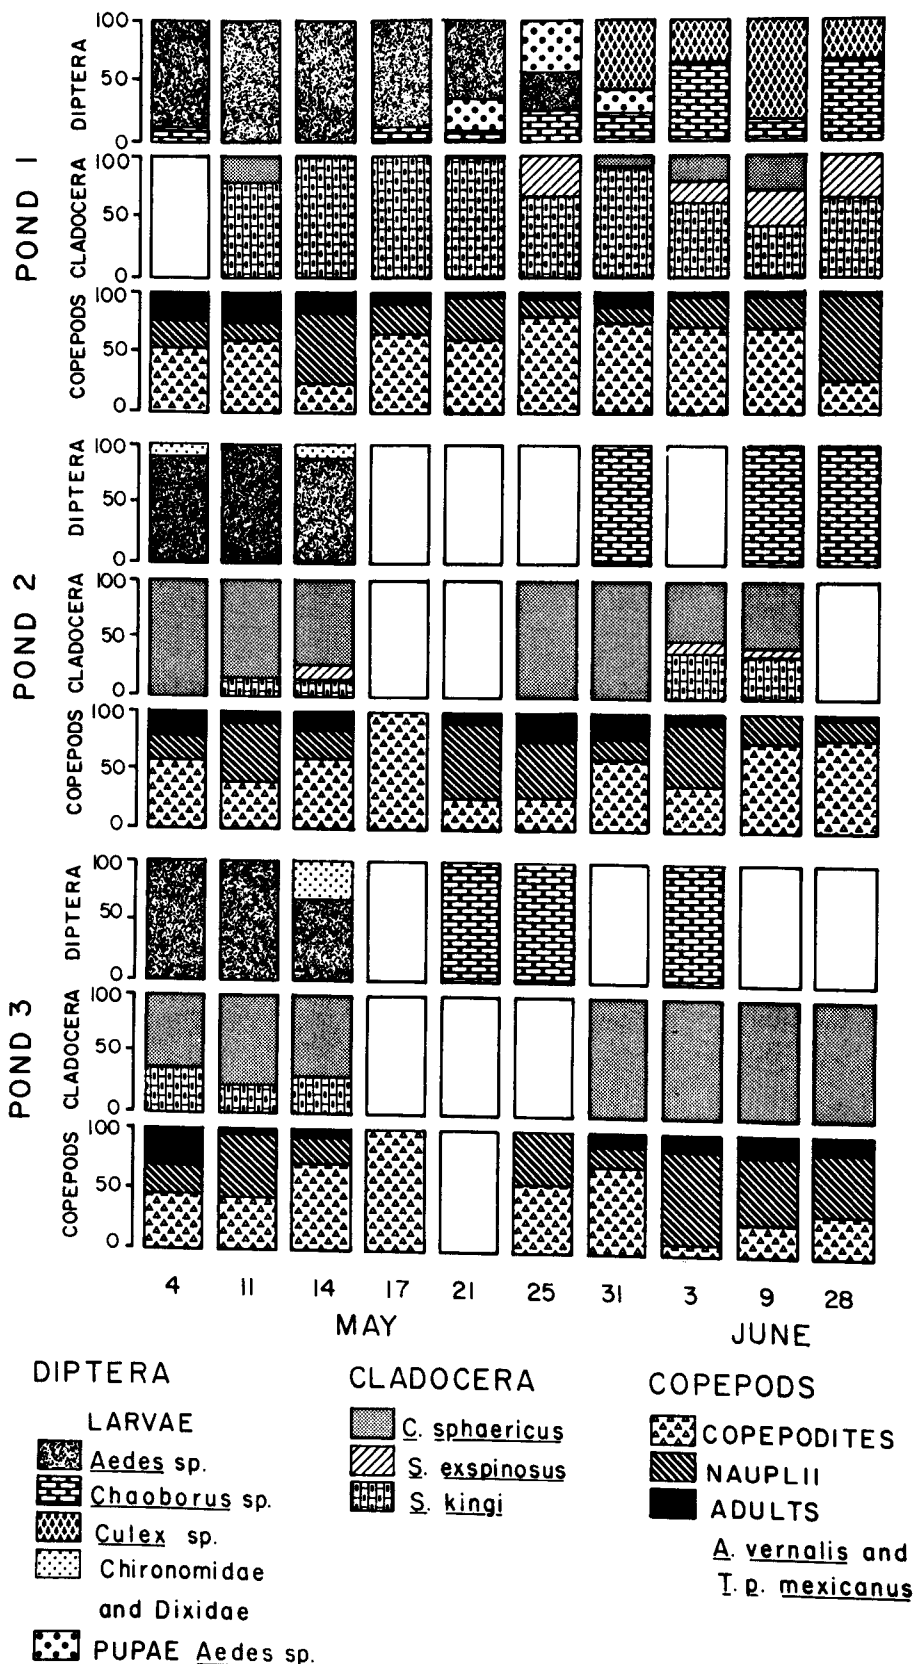 POND 1
DIPTERA
100
50
0
CLADOCERA
100
50
0
COPEPODS
100
50
0
POND 2
DIPTERA
100
50
0
CLADOCERA
100
50
0
COPEPODS
100
50
0
POND 3
DIPTERA
100
50
0
CLADOCERA
100
50
0
COPEPODS
100
50
0
4 11 14 17 21 25 31 3 9 28
MAY JUNE
DIPTERA
LARVAE
Aedes sp.
Chaoborus sp.
Culex sp.
Chironomidae
and Dixidae
PUPAE Aedes sp.
CLADOCERA
C. sphaericus
S. exspinosus
S. kingi
COPEPODS
COPEPODITES
NAUPLII
ADULTS
A. vernalis and
T. p. mexicanus